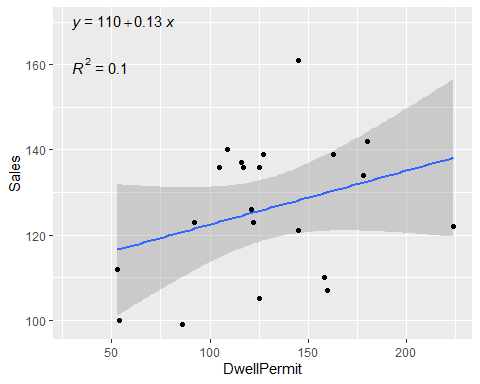 y = 110+0.13 x
R² = 0.1
160
140
120
100
Sales
50 100 150 200
DwellPermit